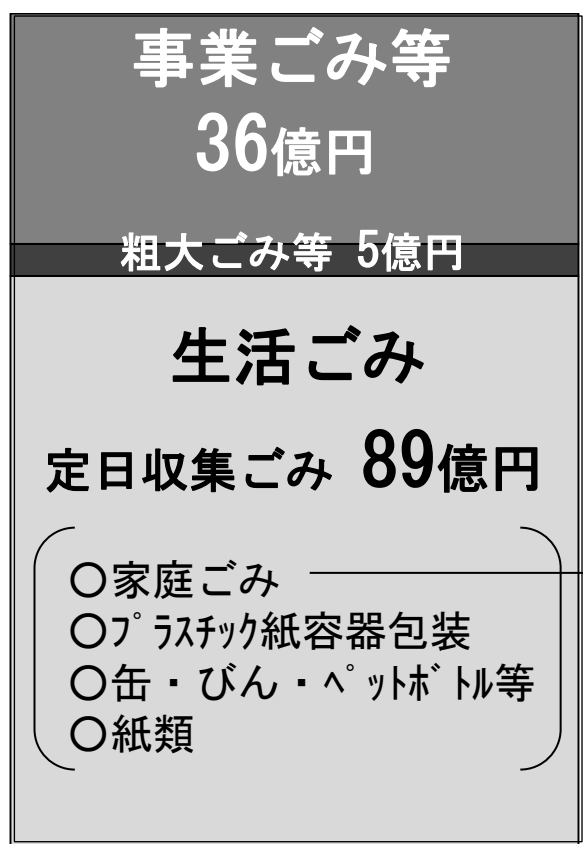 事業ごみ等
36億円
粗大ごみ等 5億円
生活ごみ
定日収集ごみ 89億円
○家庭ごみ
○プラスチック紙容器包装
○缶・びん・ペットボトル等
○紙類